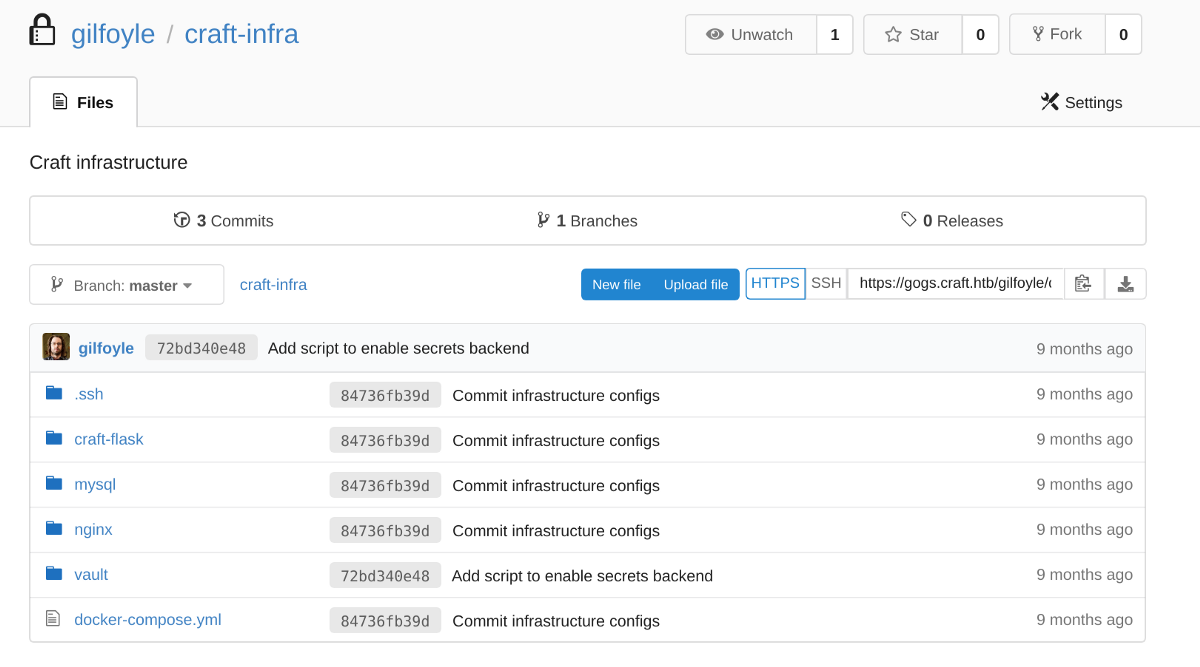 gilfoyle / craft-infra
Unwatch 1 Star 0 Fork 0
Files Settings
Craft infrastructure
3 Commits 1 Branches 0 Releases
Branch: master craft-infra New file Upload file HTTPS SSH https://gogs.craft.htb/gilfoyle/
gilfoyle 72bd340e48 Add script to enable secrets backend 9 months ago
.ssh 84736fb39d Commit infrastructure configs 9 months ago
craft-flask 84736fb39d Commit infrastructure configs 9 months ago
mysql 84736fb39d Commit infrastructure configs 9 months ago
nginx 84736fb39d Commit infrastructure configs 9 months ago
vault 72bd340e48 Add script to enable secrets backend 9 months ago
docker-compose.yml 84736fb39d Commit infrastructure configs 9 months ago